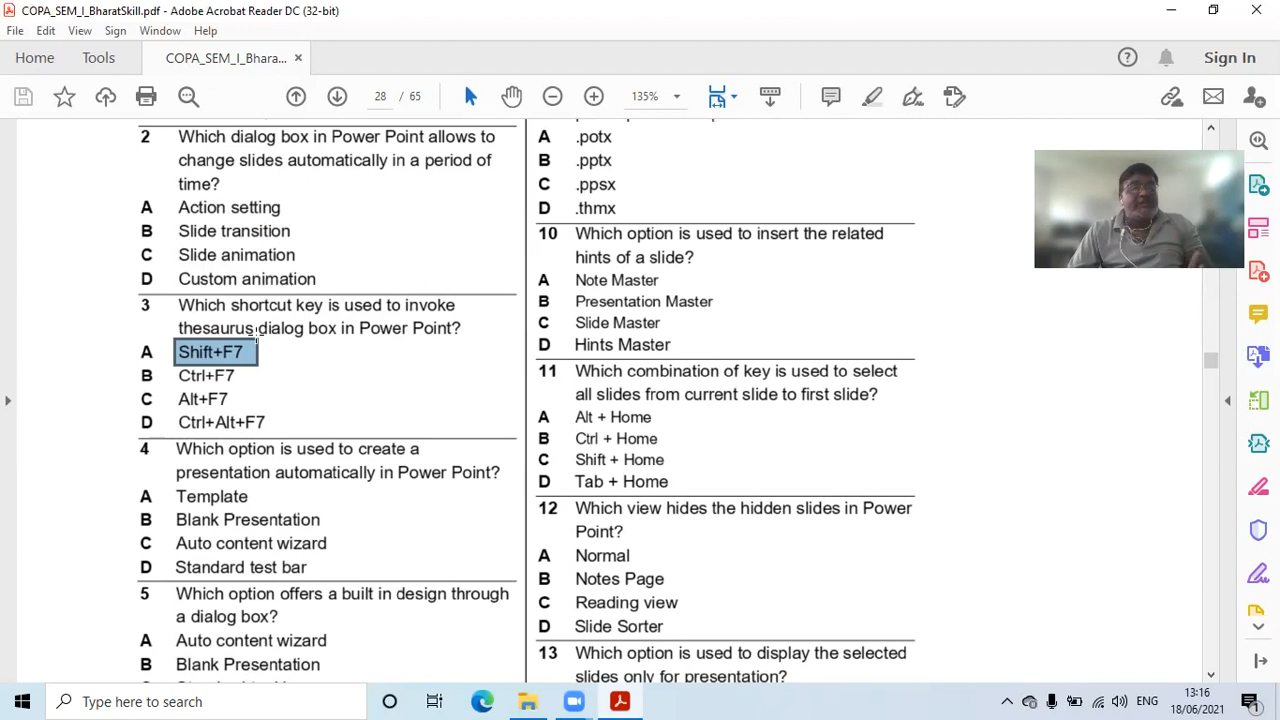 COPA_SEM_I_BharatSkill.pdf - Adobe Acrobat Reader DC (32-bit)
File Edit View Sign Window Help
Home Tools COPA_SEM_I_Bhara... × Sign In
28 / 65 135%
2 Which dialog box in Power Point allows to
change slides automatically in a period of
time?
A Action setting
B Slide transition
C Slide animation
D Custom animation
3 Which shortcut key is used to invoke
thesaurus dialog box in Power Point?
A Shift+F7
B Ctrl+F7
C Alt+F7
D Ctrl+Alt+F7
4 Which option is used to create a
presentation automatically in Power Point?
A Template
B Blank Presentation
C Auto content wizard
D Standard test bar
5 Which option offers a built in design through
a dialog box?
A Auto content wizard
B Blank Presentation
A .potx
B .pptx
C .ppsx
D .thmx
10 Which option is used to insert the related
hints of a slide?
A Note Master
B Presentation Master
C Slide Master
D Hints Master
11 Which combination of key is used to select
all slides from current slide to first slide?
A Alt + Home
B Ctrl + Home
C Shift + Home
D Tab + Home
12 Which view hides the hidden slides in Power
Point?
A Normal
B Notes Page
C Reading view
D Slide Sorter
13 Which option is used to display the selected
slides only for presentation?
Type here to search
ENG
13:16
18/06/2021
1